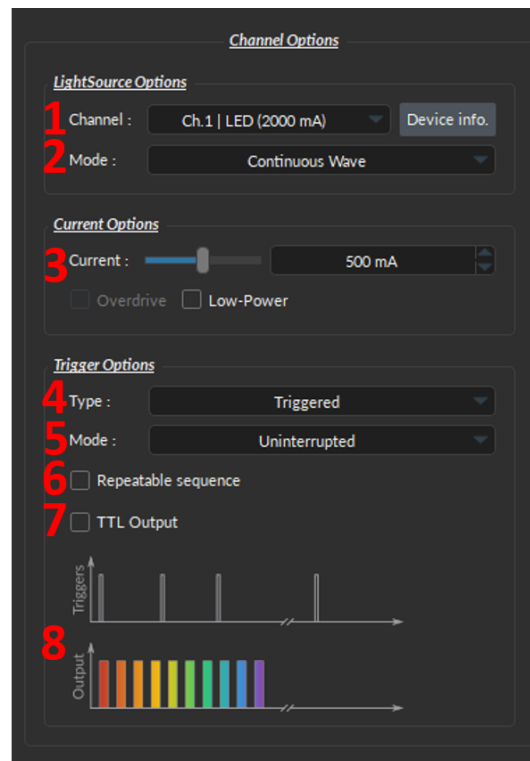 Channel Options
LightSource Options
1 Channel : Ch.1 | LED (2000 mA) Device info.
2 Mode : Continuous Wave
Current Options
3 Current : 500 mA
Overdrive Low-Power
Trigger Options
4 Type : Triggered
5 Mode : Uninterrupted
6 Repeatable sequence
7 TTL Output
Triggers
8
Output